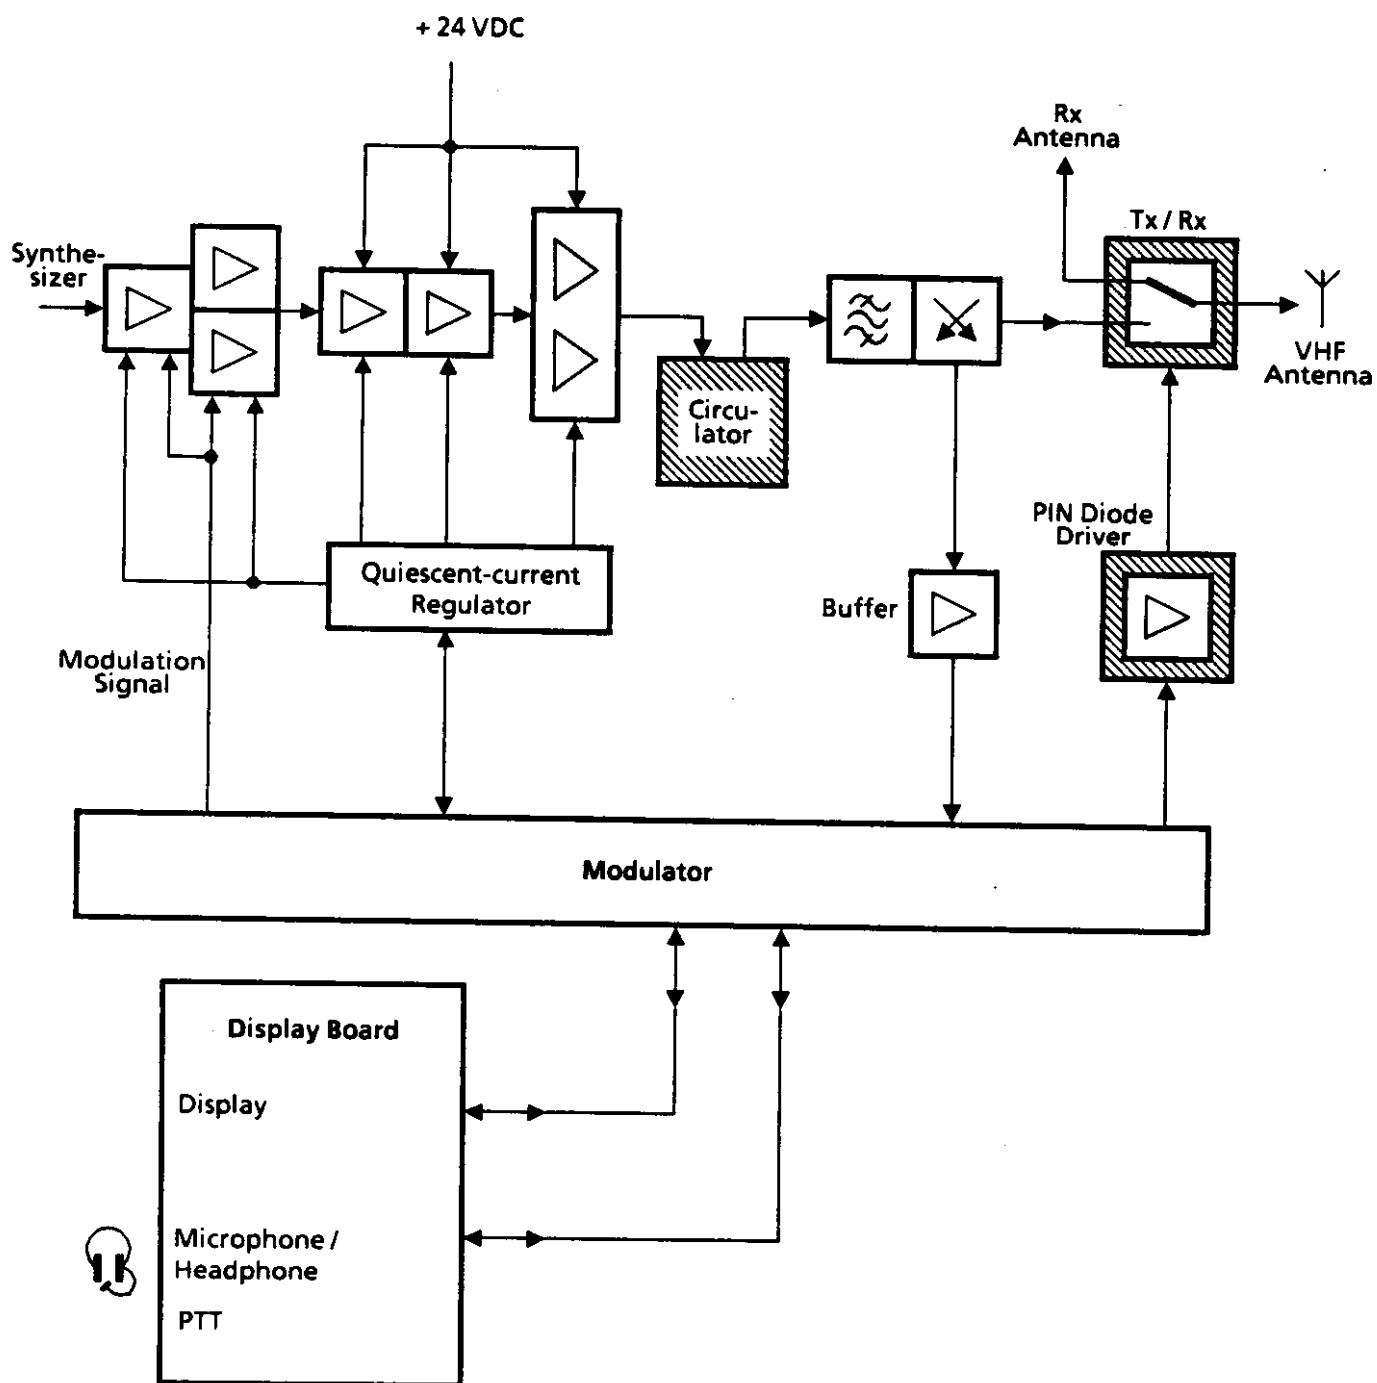 + 24 VDC
Rx
Antenna
Tx / Rx
Synthe-
sizer
VHF
Antenna
Circu-
lator
PIN Diode
Driver
Quiescent-current
Regulator
Buffer
Modulation
Signal
Modulator
Display Board
Display
Microphone /
Headphone
PTT